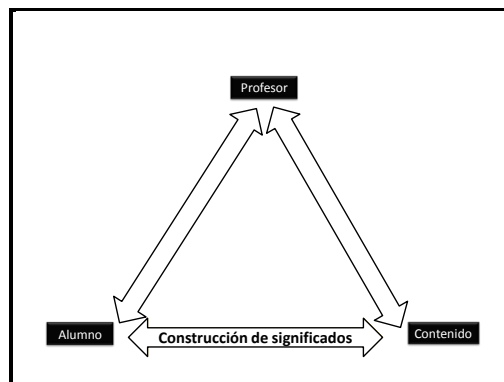 Profesor
Alumno
Construcción de significados
Contenido